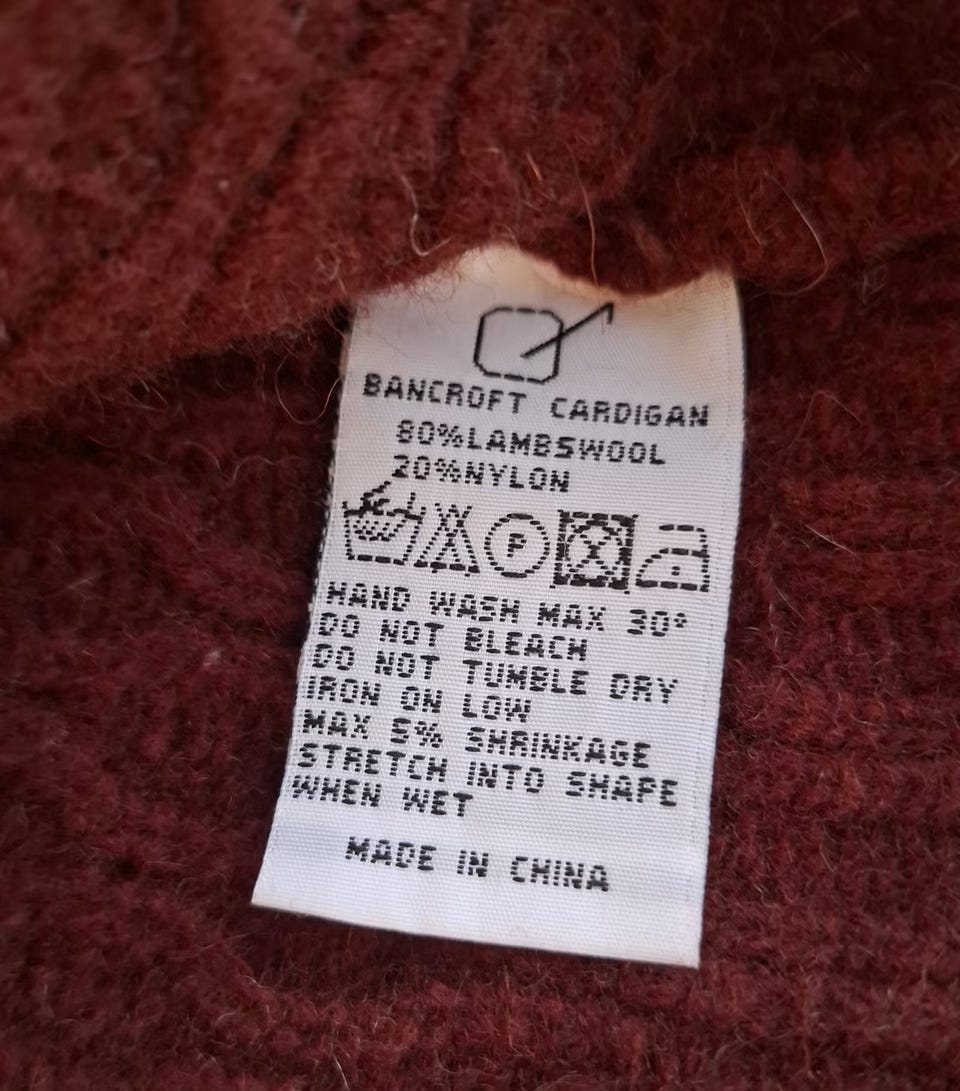 BANCROFT CARDIGAN
80%LAMBSWOOL
20%NYLON
P
HAND WASH MAX 30°
DO NOT BLEACH
DO NOT TUMBLE DRY
IRON ON LOW
MAX 5% SHRINKAGE
STRETCH INTO SHAPE
WHEN WET
MADE IN CHINA